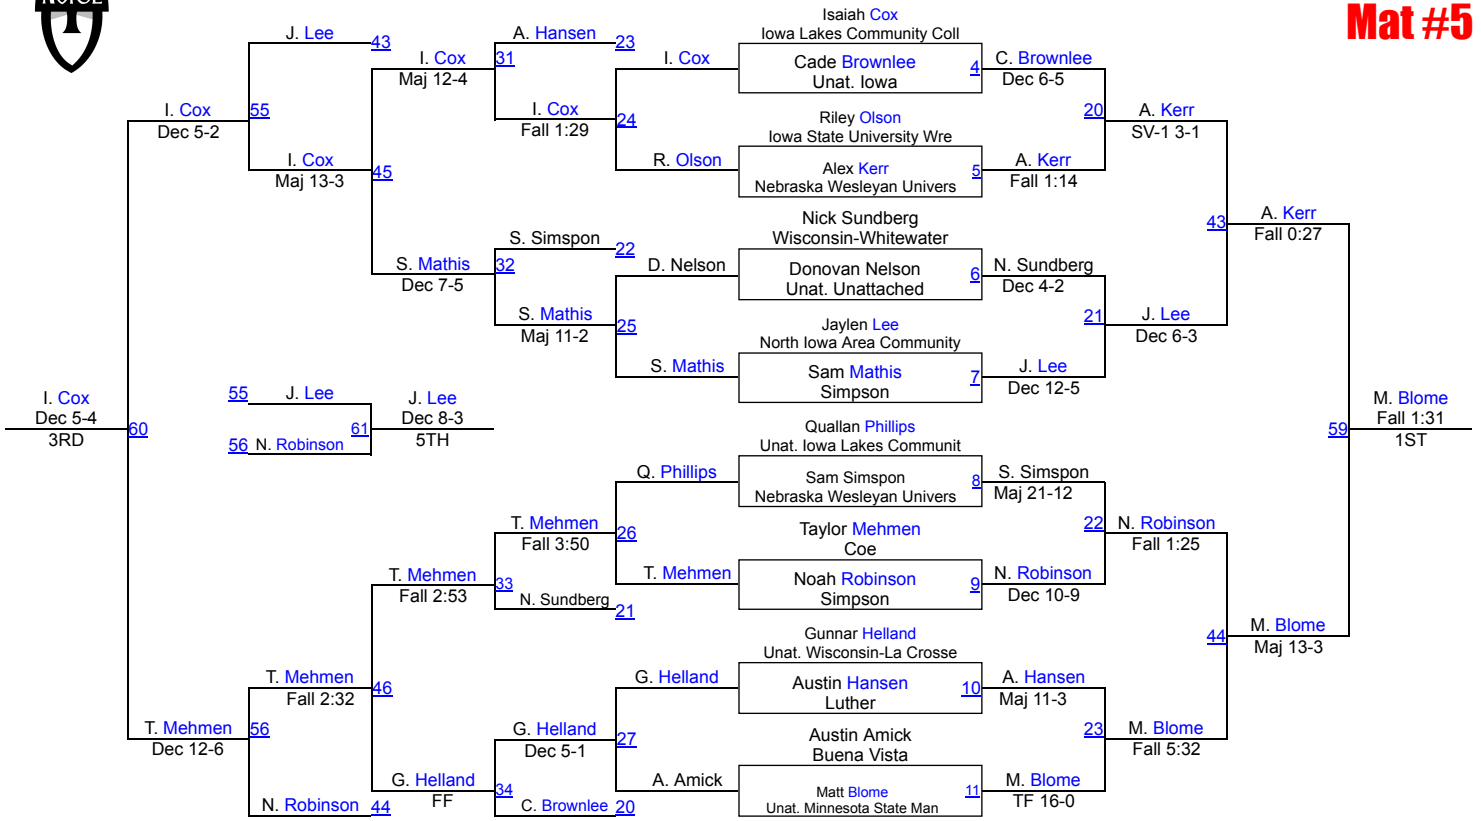 NORSE
Mat #5
Isaiah Cox
Iowa Lakes Community Coll
Cade Brownlee
Unat. Iowa
4
C. Brownlee
Dec 6-5
Riley Olson
Iowa State University Wre
Alex Kerr
Nebraska Wesleyan Univers
5
A. Kerr
Fall 1:14
Nick Sundberg
Wisconsin-Whitewater
Donovan Nelson
Unat. Unattached
6
N. Sundberg
Dec 4-2
Jaylen Lee
North Iowa Area Community
Sam Mathis
Simpson
7
J. Lee
Dec 12-5
Quallan Phillips
Unat. Iowa Lakes Communit
Sam Simspon
Nebraska Wesleyan Univers
8
S. Simspon
Maj 21-12
Taylor Mehmen
Coe
Noah Robinson
Simpson
9
N. Robinson
Dec 10-9
Gunnar Helland
Unat. Wisconsin-La Crosse
Austin Hansen
Luther
10
A. Hansen
Maj 11-3
Austin Amick
Buena Vista
Matt Blome
Unat. Minnesota State Man
11
M. Blome
TF 16-0
20
A. Kerr
SV-1 3-1
21
J. Lee
Dec 6-3
22
N. Robinson
Fall 1:25
23
M. Blome
Fall 5:32
43
A. Kerr
Fall 0:27
44
M. Blome
Maj 13-3
59
M. Blome
Fall 1:31
1ST
I. Cox
24
R. Olson
D. Nelson
25
S. Mathis
Q. Phillips
26
T. Mehmen
G. Helland
27
A. Amick
A. Hansen
23
31
I. Cox
Fall 1:29
S. Simspon
22
32
S. Mathis
Maj 11-2
T. Mehmen
Fall 3:50
33
N. Sundberg
21
G. Helland
Dec 5-1
34
C. Brownlee
20
I. Cox
Maj 12-4
45
S. Mathis
Dec 7-5
T. Mehmen
Fall 2:53
46
G. Helland
FF
J. Lee
43
55
I. Cox
Maj 13-3
T. Mehmen
Fall 2:32
56
N. Robinson
44
I. Cox
Dec 5-2
60
T. Mehmen
Dec 12-6
I. Cox
Dec 5-4
3RD
55
J. Lee
61
56
N. Robinson
J. Lee
Dec 8-3
5TH